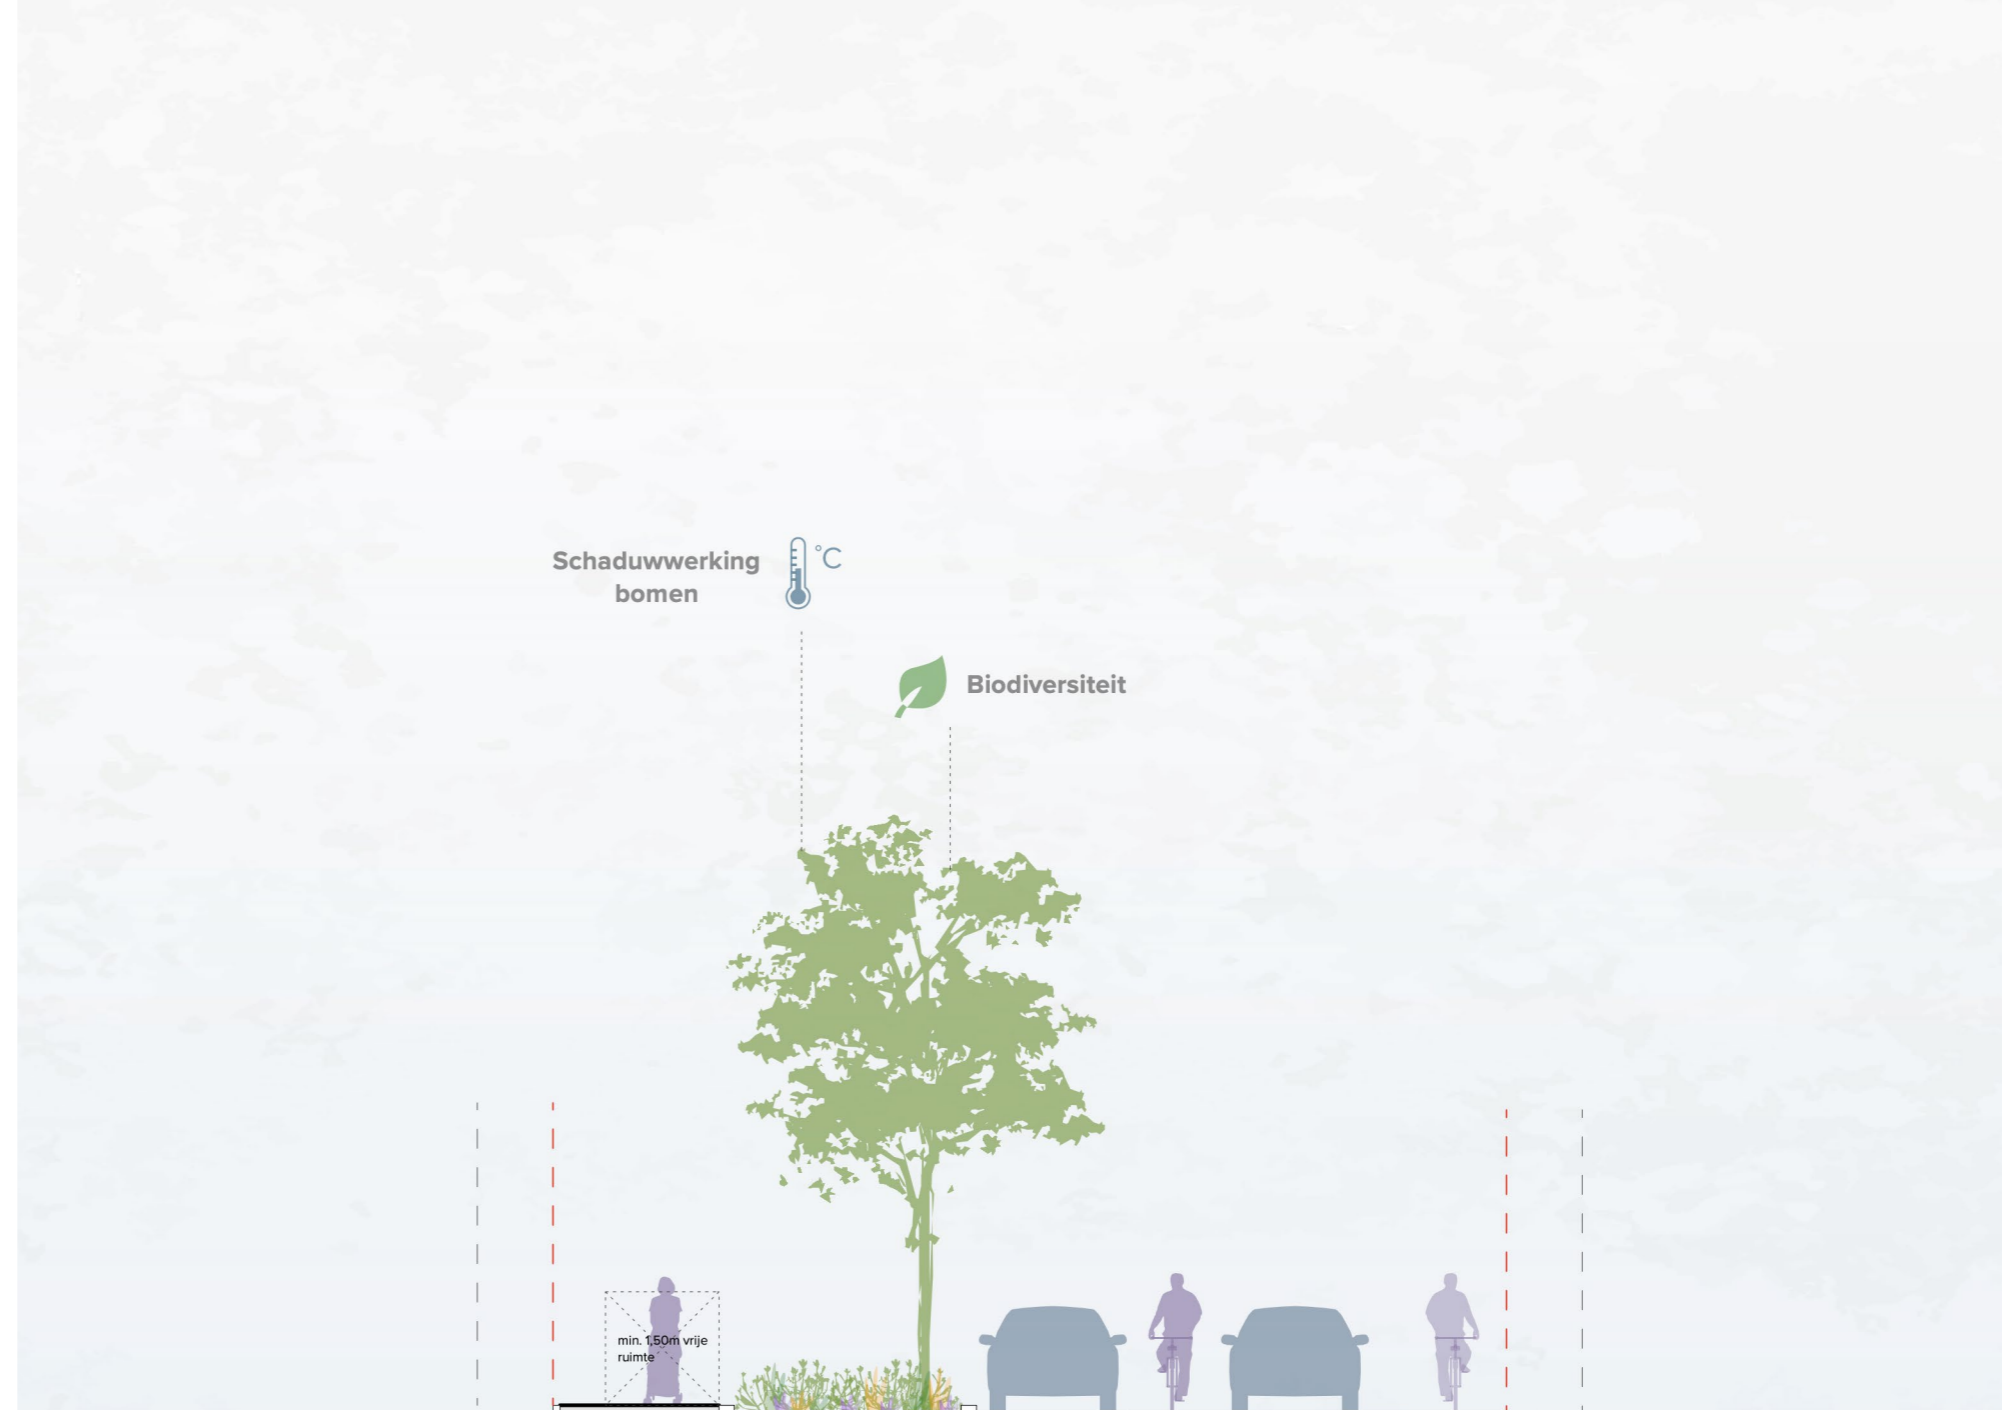 Schaduwwerking
bomen
°C
Biodiversiteit
min. 1,50m vrije
ruimte